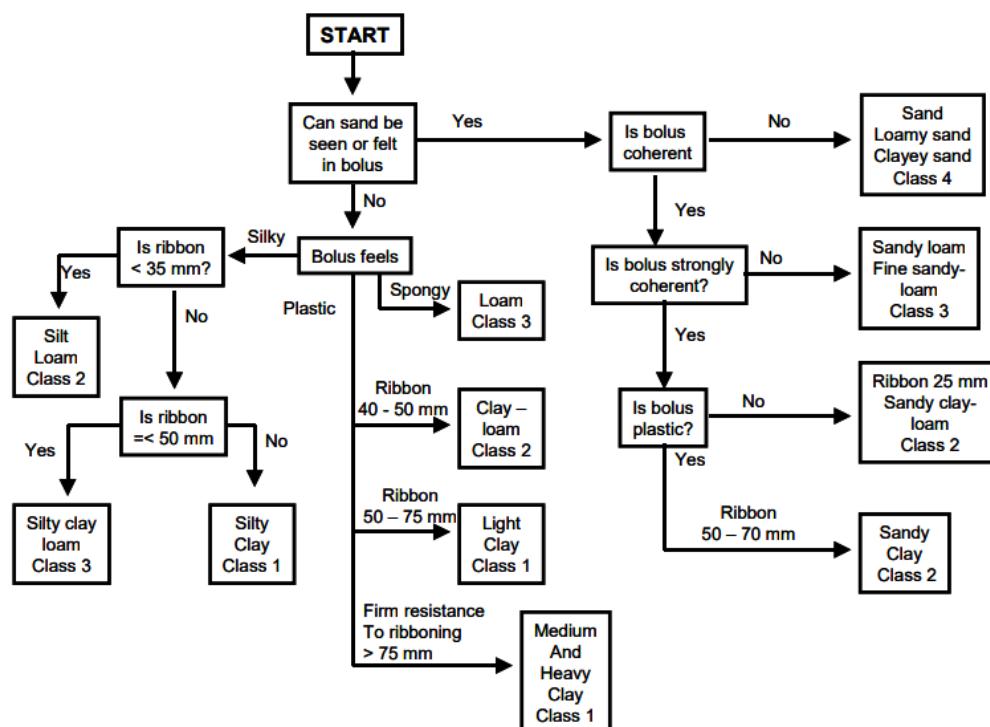 START
Can sand be
seen or felt
in bolus
Yes
Is bolus
coherent
No
Sand
Loamy sand
Clayey sand
Class 4
No
Yes
Is ribbon
< 35 mm?
Silky
Bolus feels
Is bolus strongly
coherent?
No
Sandy loam
Fine sandy-
loam
Class 3
Yes
Plastic
Spongy
Loam
Class 3
No
Silt
Loam
Class 2
Yes
Ribbon
40 - 50 mm
Clay –
loam
Class 2
Is bolus
plastic?
No
Ribbon 25 mm
Sandy clay-
loam
Class 2
Is ribbon
=< 50 mm
Yes
No
Yes
Silty clay
loam
Class 3
Silty
Clay
Class 1
Ribbon
50 – 75 mm
Light
Clay
Class 1
Ribbon
50 – 70 mm
Sandy
Clay
Class 2
Firm resistance
To ribboning
> 75 mm
Medium
And
Heavy
Clay
Class 1